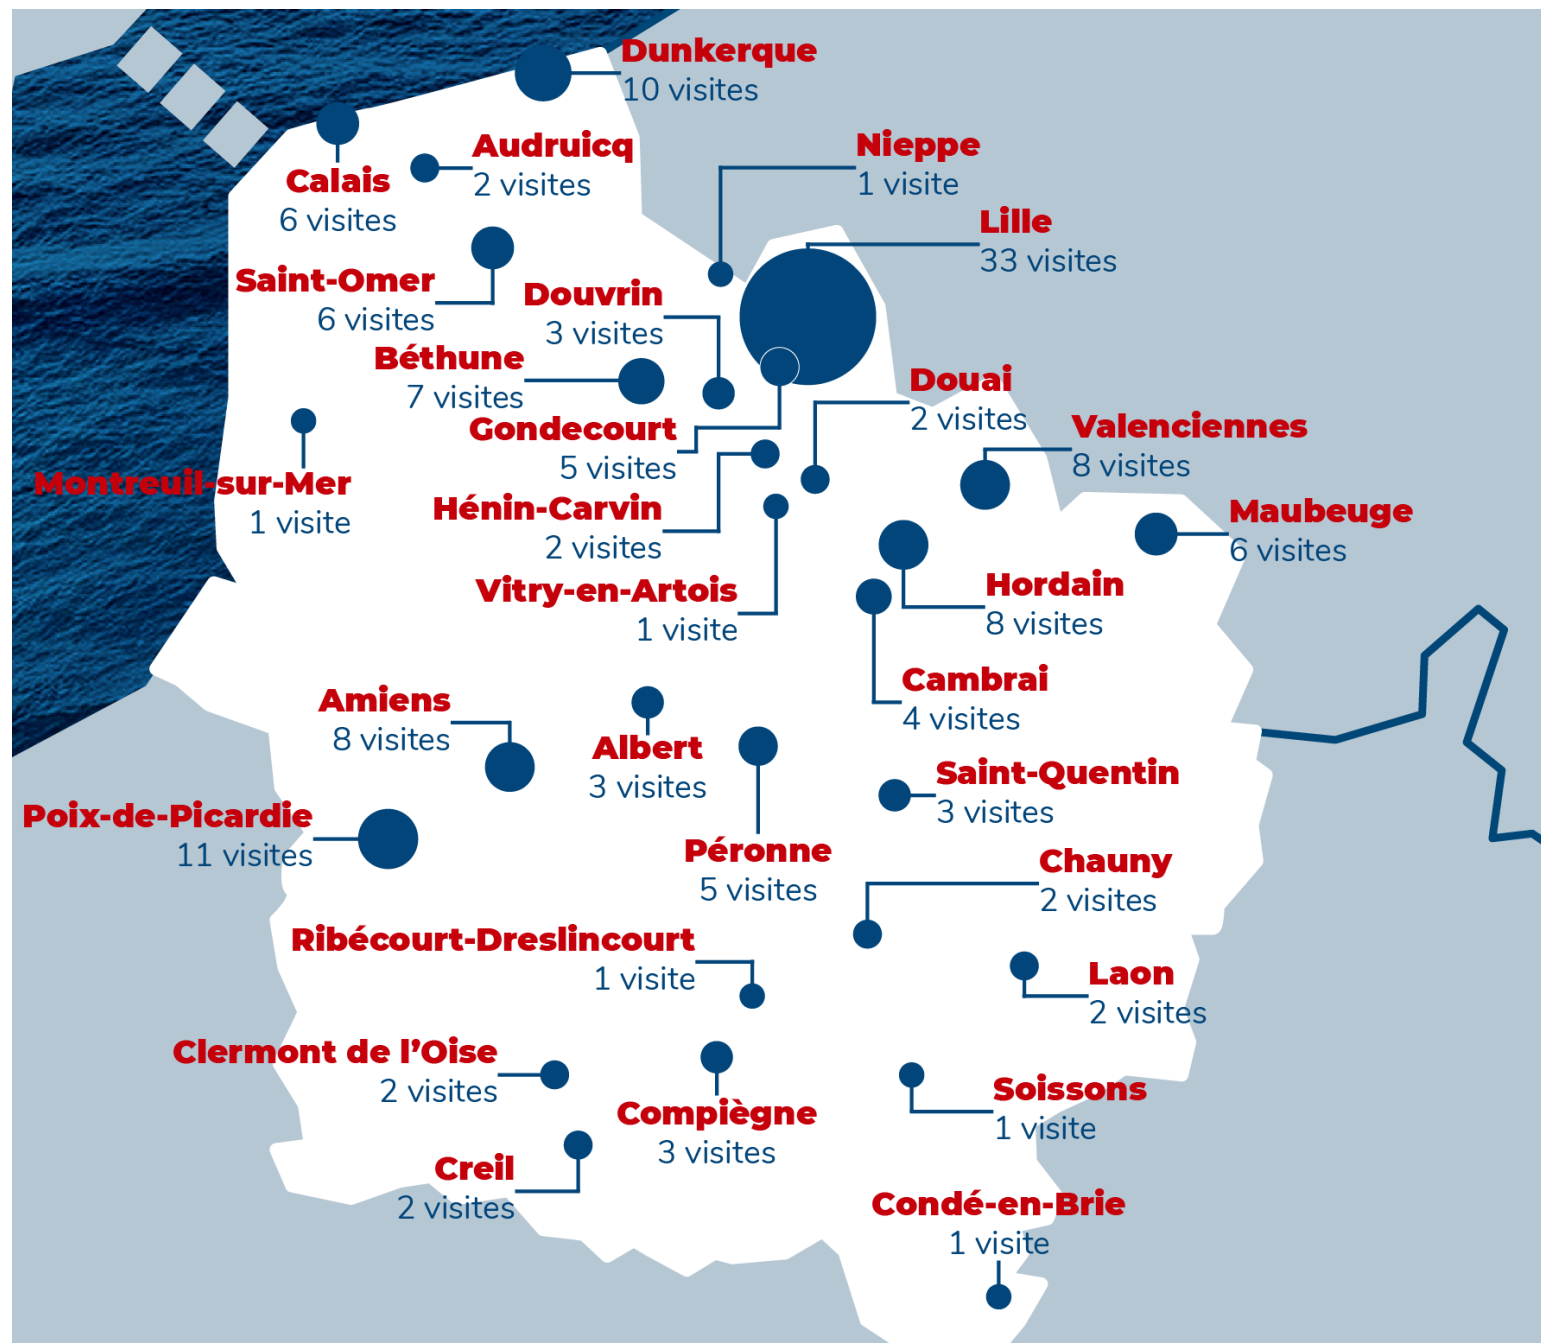 Dunkerque
10 visites
Audruicq
2 visites
Nieppe
1 visite
Calais
6 visites
Lille
33 visites
Saint-Omer
6 visites
Douvrin
3 visites
Béthune
7 visites
Douai
2 visites
Gondecourt
5 visites
Valenciennes
8 visites
Montreuil-sur-Mer
1 visite
Hénin-Carvin
2 visites
Maubeuge
6 visites
Vitry-en-Artois
1 visite
Hordain
8 visites
Cambrai
4 visites
Amiens
8 visites
Albert
3 visites
Saint-Quentin
3 visites
Poix-de-Picardie
11 visites
Péronne
5 visites
Chauny
2 visites
Ribécourt-Dreslincourt
1 visite
Laon
2 visites
Clermont de l’Oise
2 visites
Compiègne
3 visites
Soissons
1 visite
Creil
2 visites
Condé-en-Brie
1 visite